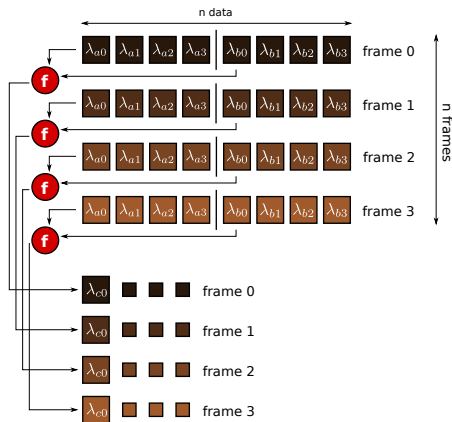 n data
λa0 λa1 λa2 λa3 λb0 λb1 λb2 λb3 frame 0
f
λa0 λa1 λa2 λa3 λb0 λb1 λb2 λb3 frame 1
f
λa0 λa1 λa2 λa3 λb0 λb1 λb2 λb3 frame 2
f
λa0 λa1 λa2 λa3 λb0 λb1 λb2 λb3 frame 3
f
n frames
λc0 frame 0
λc0 frame 1
λc0 frame 2
λc0 frame 3